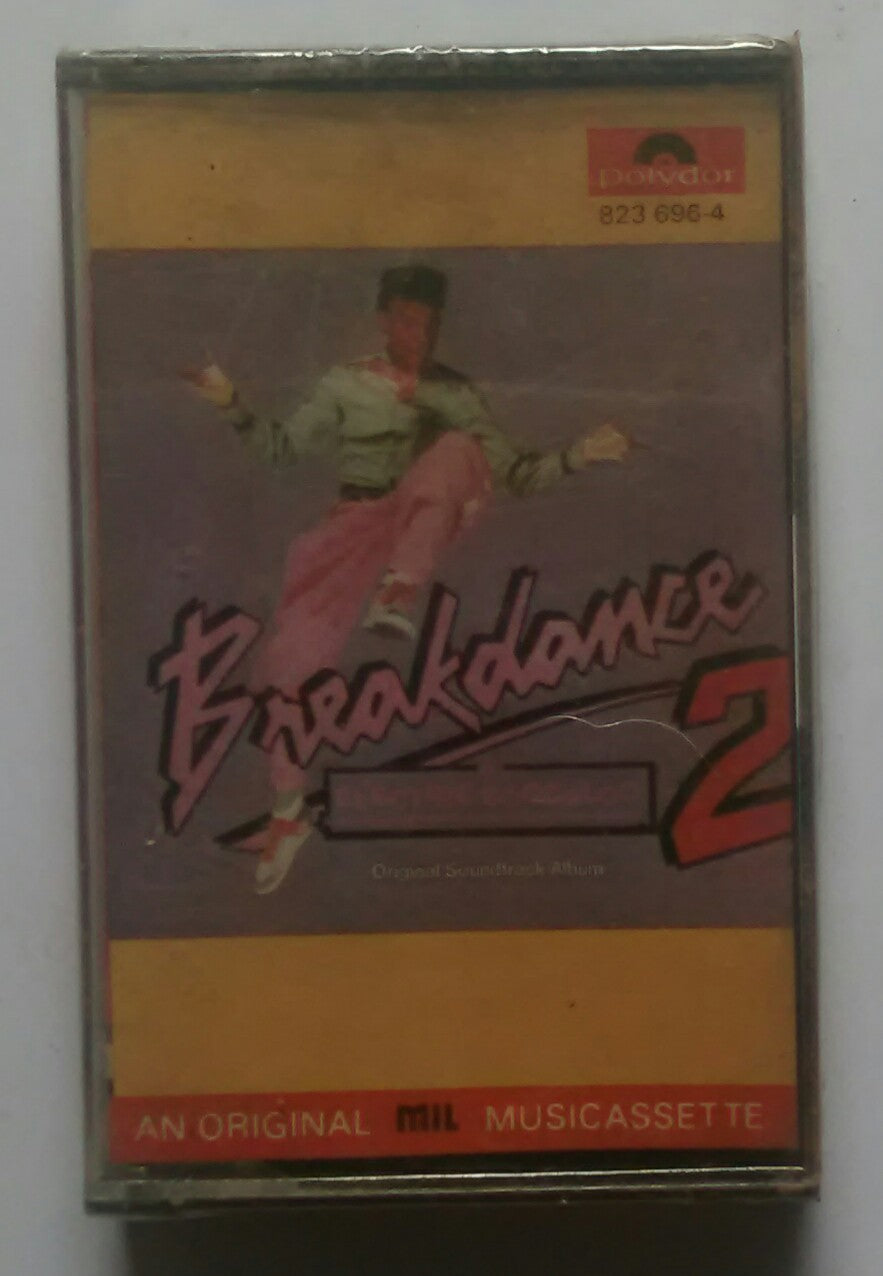 polydor
823 696-4
Breakdance
2
Original Soundtrack Album
AN ORIGINAL MIL MUSICASSETTE